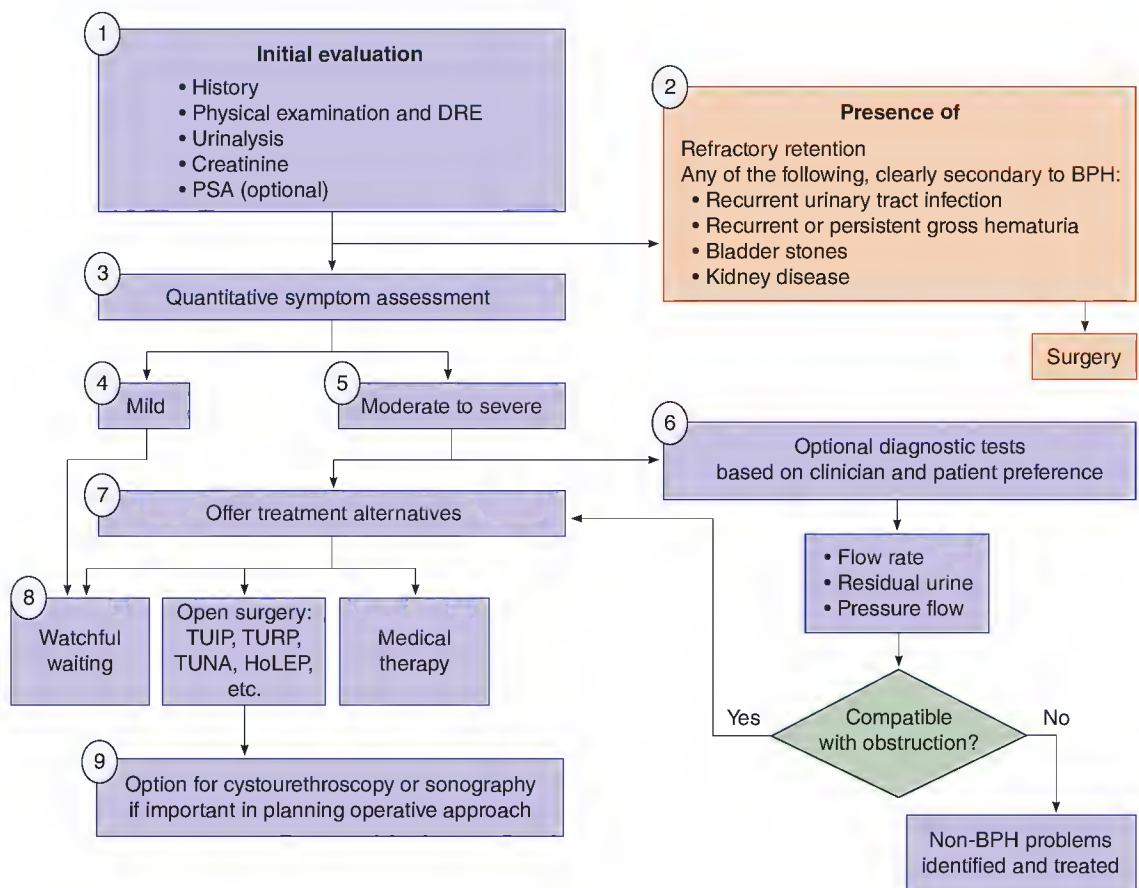 1
Initial evaluation
• History
• Physical examination and DRE
• Urinalysis
• Creatinine
• PSA (optional)
2
Presence of
Refractory retention
Any of the following, clearly secondary to BPH:
• Recurrent urinary tract infection
• Recurrent or persistent gross hematuria
• Bladder stones
• Kidney disease
Surgery
3
Quantitative symptom assessment
4
Mild
5
Moderate to severe
6
Optional diagnostic tests
based on clinician and patient preference
7
Offer treatment alternatives
• Flow rate
• Residual urine
• Pressure flow
8
Watchful
waiting
Open surgery:
TUIP, TURP,
TUNA, HoLEP,
etc.
Medical
therapy
Yes
Compatible
with obstruction?
No
9
Option for cystourethroscopy or sonography
if important in planning operative approach
Non-BPH problems
identified and treated